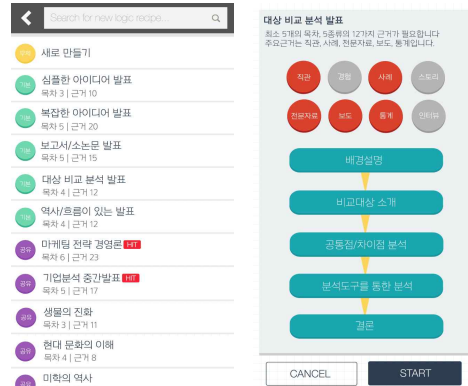 Search for new logic recipe...
새로 만들기
기본
심플한 아이디어 발표
목차 3 | 근거 10
기본
복잡한 아이디어 발표
목차 5 | 근거 20
기본
보고서/소논문 발표
목차 5 | 근거 15
기본
대상 비교 분석 발표
목차 4 | 근거 12
기본
역사/흐름이 있는 발표
목차 4 | 근거 12
공유
마케팅 전략 경영론 HIT
목차 6 | 근거 23
공유
기업분석 중간발표 HIT
목차 5 | 근거 17
공유
생물의 진화
목차 3 | 근거 11
공유
현대 문화의 이해
목차 4 | 근거 8
공유
미학의 역사
대상 비교 분석 발표
최소 5개의 목차, 5종류의 12가지 근거가 필요합니다
주요근거는 직관, 사례, 전문자료, 보도, 통계입니다.
직관 경험 사례 스토리
전문자료 보도 통계 인터뷰
배경설명
비교대상 소개
공통점/차이점 분석
분석도구를 통한 분석
결론
CANCEL START